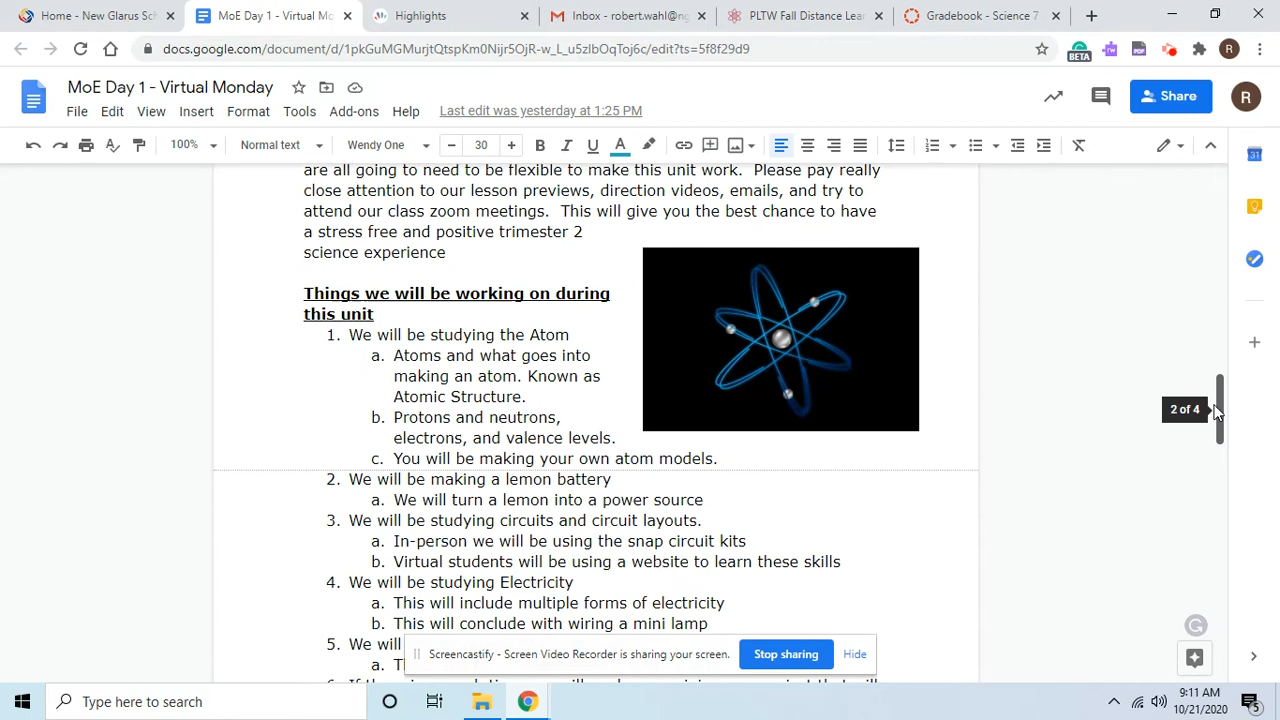 Home - New Glarus Sc
MoE Day 1 - Virtual Mo
Highlights
Inbox - robert.wahl@ng
PLTW Fall Distance Lea
Gradebook - Science 7
docs.google.com/document/d/1pkGuMGMurjtQtspKm0Nijr5OjR-w_L_u5zIbOqToj6c/edit?ts=5f8f29d9
BETA
R
MoE Day 1 - Virtual Monday
File Edit View Insert Format Tools Add-ons Help Last edit was yesterday at 1:25 PM
Share
R
100% Normal text Wendy One 30 B I U A
31
are all going to need to be flexible to make this unit work. Please pay really
close attention to our lesson previews, direction videos, emails, and try to
attend our class zoom meetings. This will give you the best chance to have
a stress free and positive trimester 2
science experience
Things we will be working on during
this unit
1. We will be studying the Atom
a. Atoms and what goes into
making an atom. Known as
Atomic Structure.
b. Protons and neutrons,
electrons, and valence levels.
c. You will be making your own atom models.
2. We will be making a lemon battery
a. We will turn a lemon into a power source
3. We will be studying circuits and circuit layouts.
a. In-person we will be using the snap circuit kits
b. Virtual students will be using a website to learn these skills
4. We will be studying Electricity
a. This will include multiple forms of electricity
b. This will conclude with wiring a mini lamp
5. We will
a.
2 of 4
Screencastify - Screen Video Recorder is sharing your screen. Stop sharing Hide
Type here to search
9:11 AM
10/21/2020
5